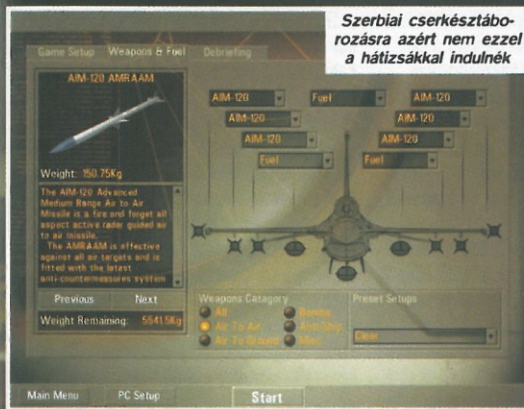 Szerbiai cserkésztábo-
rozásra azért nem ezzel
a hátizsákkal indulnék
Game Setup Weapons & Fuel Debriefing
AIM-120 AMRAAM
AIM-120 Fuel AIM-120
AIM-120 AIM-120
AIM-120 AIM-120
Fuel Fuel
Weight: 150.75Kg
The AIM-120 Advanced
Medium Range Air to Air
Missile is a fire and forget all
aspect active radar guided air
to air missile.
The AMRAAM is effective
against all air targets and is
fitted with the latest
anti-countermeasures system
Previous Next
Weight Remaining: 5541.5Kg
Weapons Catagory
All Bombs
Air To Air Anti Ship
Air To Ground Misc
Preset Setups
Clear
Main Menu PC Setup Start